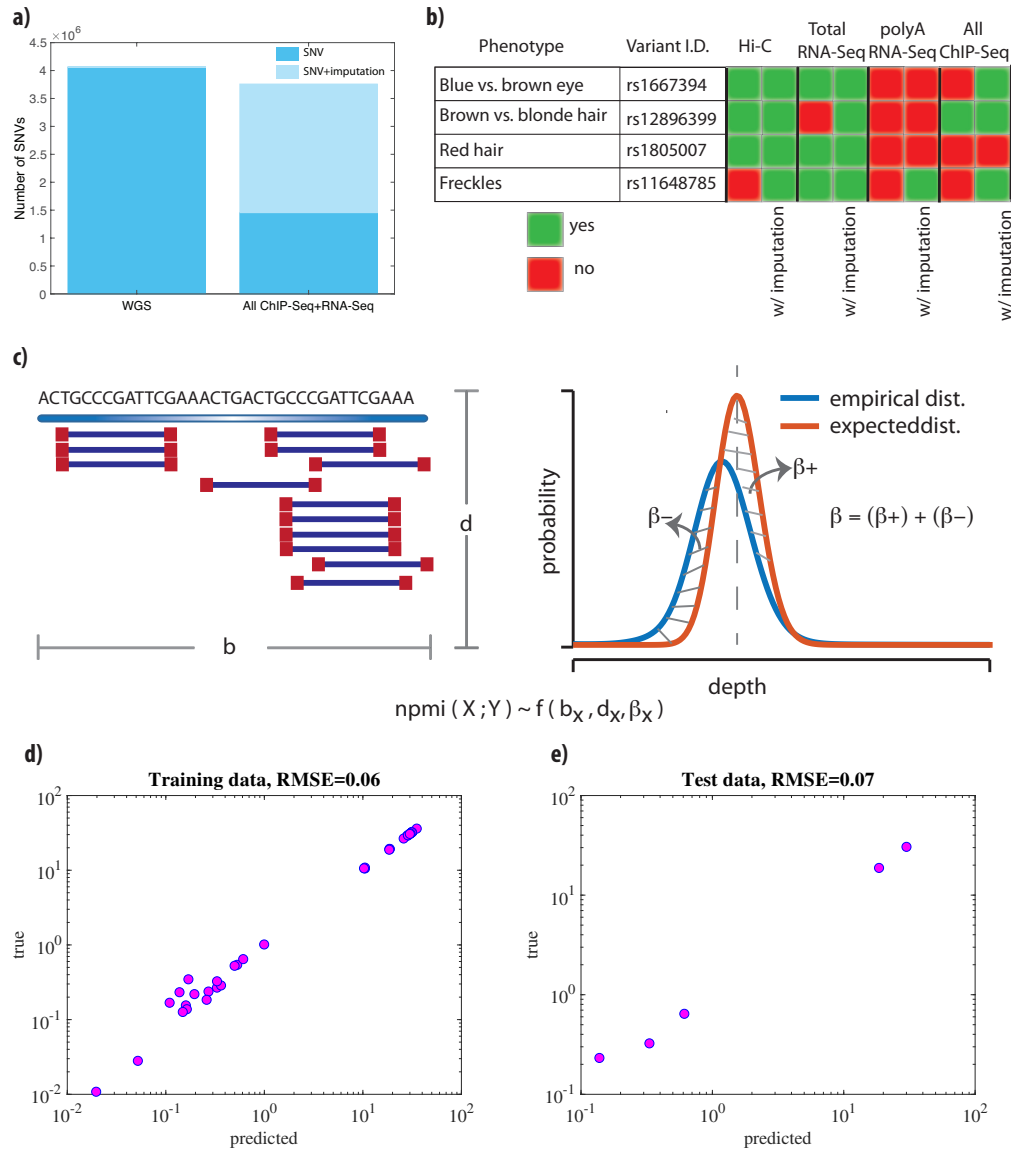 a)
×10⁶
4.5
4
3.5
3
2.5
2
1.5
1
0.5
0
Number of SNVs
SNV
SNV+imputation
WGS
All ChIP-Seq+RNA-Seq
b)
Phenotype Variant I.D. Hi-C Total RNA-Seq polyA RNA-Seq All ChIP-Seq
Blue vs. brown eye rs1667394
Brown vs. blonde hair rs12896399
Red hair rs1805007
Freckles rs11648785
yes
no
w/ imputation
w/ imputation
w/ imputation
w/ imputation
c)
ACTGCCCGATTCGAAACTGACTGCCCGATTCGAAA
d
b
probability
depth
empirical dist.
expecteddist.
β+
β−
β = (β+) + (β−)
npmi ( X ; Y ) ~ f ( bₓ , dₓ, βₓ )
d)
Training data, RMSE=0.06
10²
10¹
10⁰
10⁻¹
10⁻²
true
10⁻² 10⁻¹ 10⁰ 10¹ 10²
predicted
e)
Test data, RMSE=0.07
10²
10¹
10⁰
10⁻¹
true
10⁻¹ 10⁰ 10¹ 10²
predicted